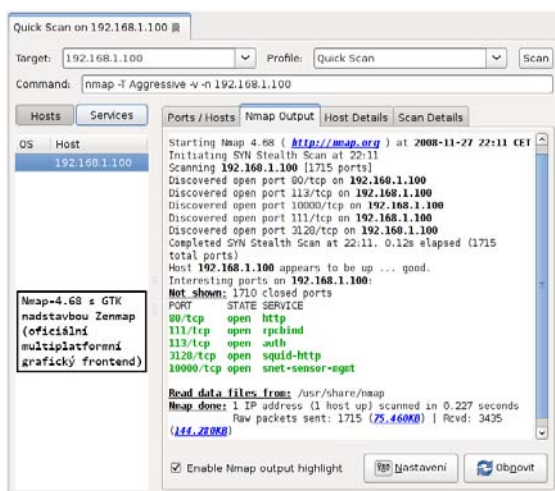 Quick Scan on 192.168.1.100
Target: 192.168.1.100 Profile: Quick Scan Scan
Command: nmap -T Aggressive -v -n 192.168.1.100
Hosts Services
OS Host
192.168.1.100
Nmap-4.68 s GTK
nadstavbou Zenmap
(oficiální
multiplatformní
grafický frontend)
Ports / Hosts Nmap Output Host Details Scan Details
Starting Nmap 4.68 ( http://nmap.org ) at 2008-11-27 22:11 CET
Initiating SYN Stealth Scan at 22:11
Scanning 192.168.1.100 [1715 ports]
Discovered open port 80/tcp on 192.168.1.100
Discovered open port 113/tcp on 192.168.1.100
Discovered open port 10000/tcp on 192.168.1.100
Discovered open port 111/tcp on 192.168.1.100
Discovered open port 3128/tcp on 192.168.1.100
Completed SYN Stealth Scan at 22:11, 0.12s elapsed (1715
total ports)
Host 192.168.1.100 appears to be up ... good.
Interesting ports on 192.168.1.100:
Not shown: 1710 closed ports
PORT STATE SERVICE
80/tcp open http
111/tcp open rpcbind
113/tcp open auth
3128/tcp open squid-http
10000/tcp open snet-sensor-mgmt
Read data files from: /usr/share/nmap
Nmap done: 1 IP address (1 host up) scanned in 0.227 seconds
Raw packets sent: 1715 (75.460KB) | Rcvd: 3435
(144.280KB)
Enable Nmap output highlight Nastavení Obnovit